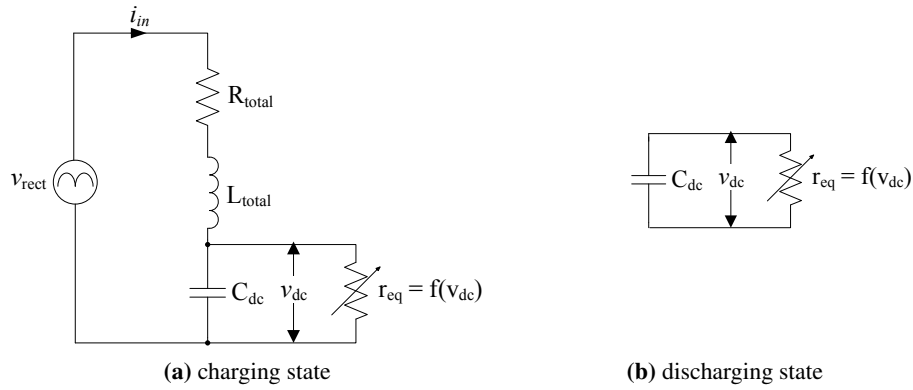 i_in
R_total
v_rect
L_total
C_dc
v_dc
r_eq = f(v_dc)
(a) charging state
C_dc
v_dc
r_eq = f(v_dc)
(b) discharging state